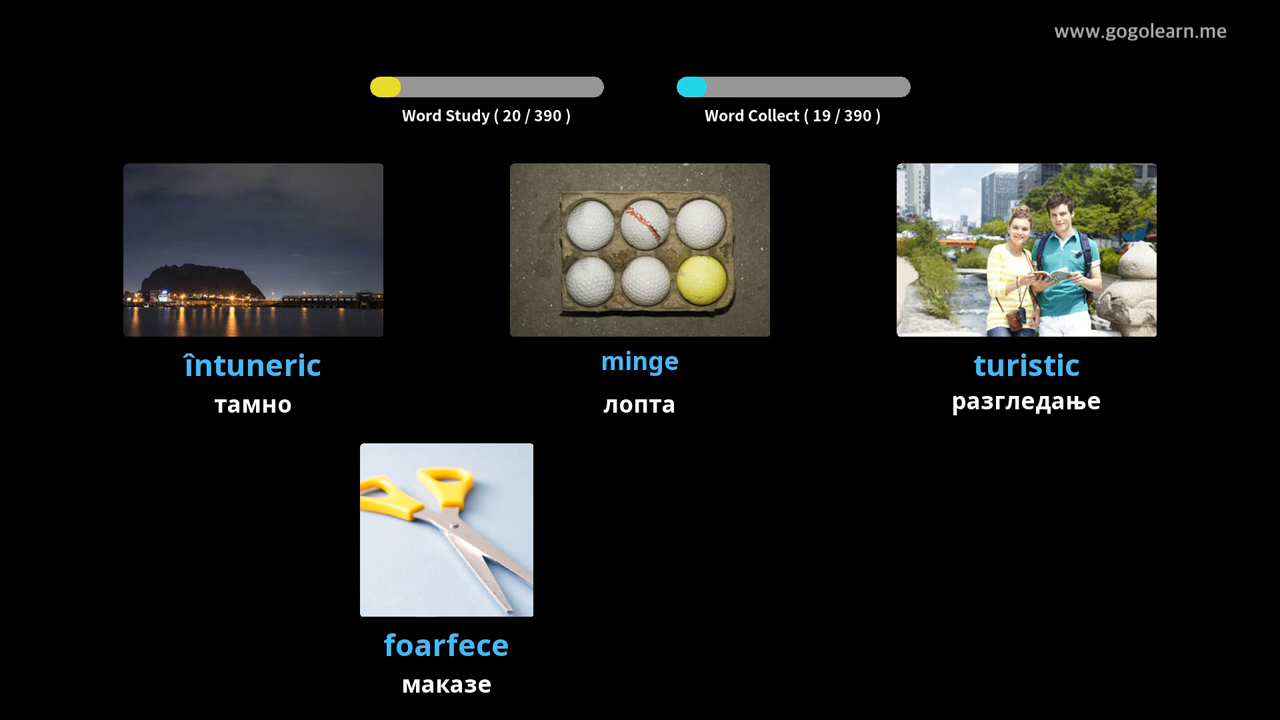 www.gogolearn.me
Word Study ( 20 / 390 )
Word Collect ( 19 / 390 )
întuneric
тамно
minge
лопта
turistic
разгледање
foarfece
маказе